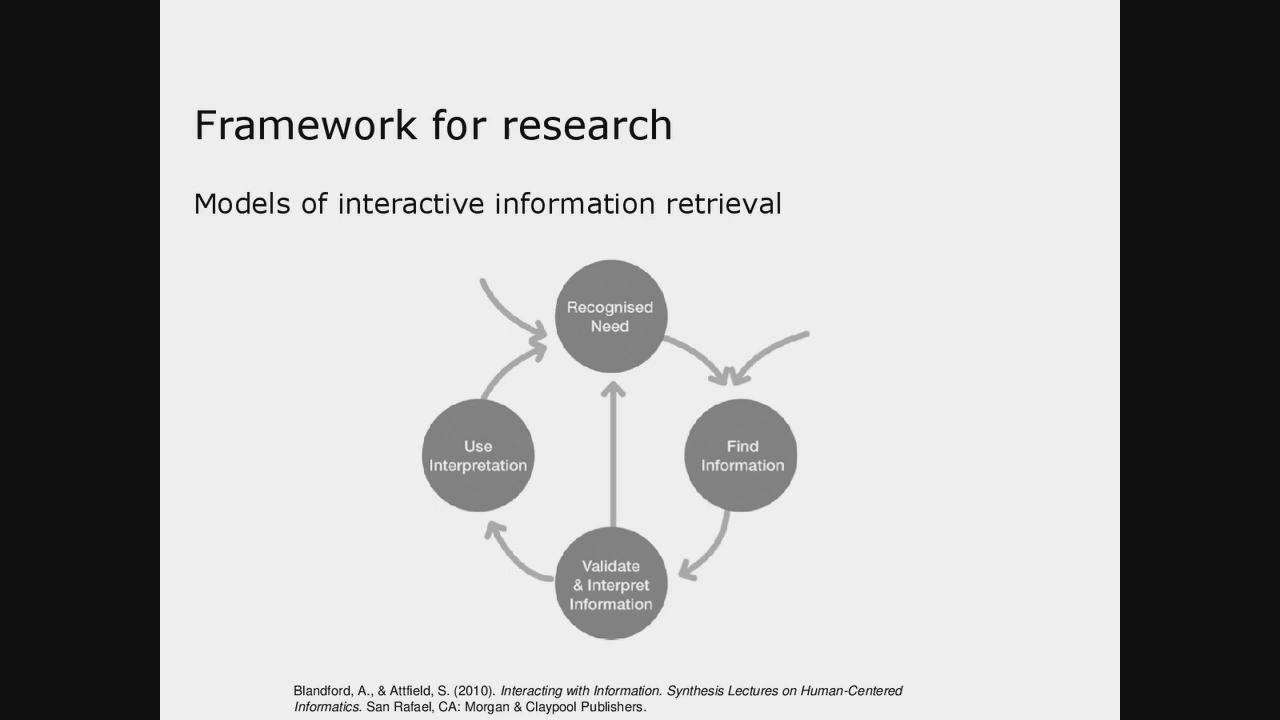 Framework for research
Models of interactive information retrieval
Recognised
Need
Use
Interpretation
Find
Information
Validate
& Interpret
Information
Blandford, A., & Attfield, S. (2010). Interacting with Information. Synthesis Lectures on Human-Centered
Informatics. San Rafael, CA: Morgan & Claypool Publishers.